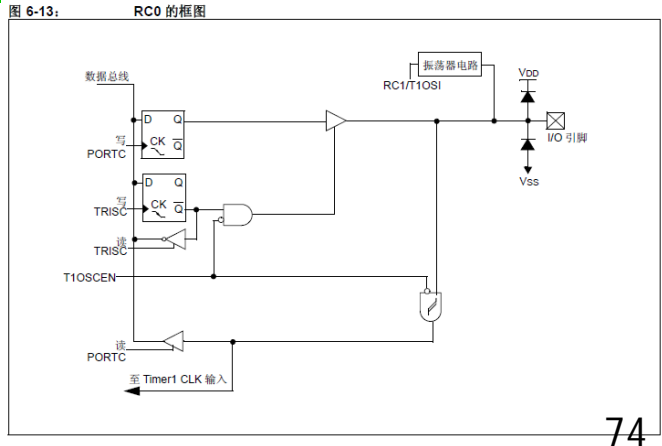 图 6-13： RC0 的框图
振荡器电路
RC1/T1OSI
VDD
数据总线
D Q
CK Q
写
PORTC
I/O 引脚
VSS
D Q
CK Q
写
TRISC
读
TRISC
T1OSCEN
读
PORTC
至 Timer1 CLK 输入
74